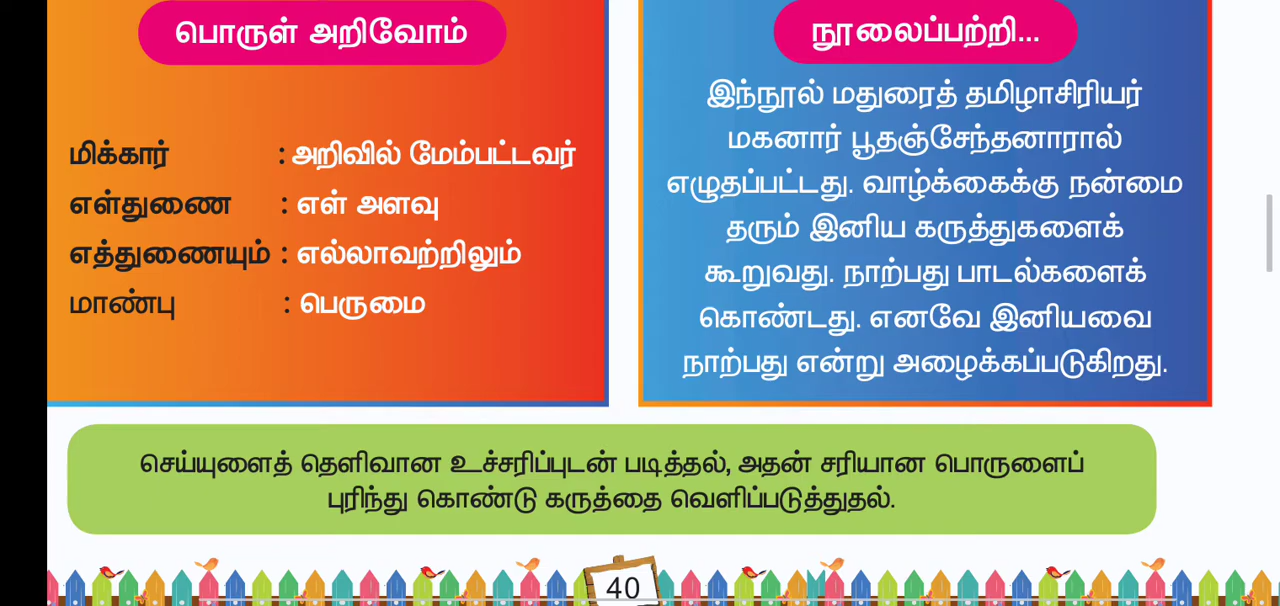 பொருள் அறிவோம்
மிக்கார் : அறிவில் மேம்பட்டவர்
எள்துணை : எள் அளவு
எத்துணையும் : எல்லாவற்றிலும்
மாண்பு : பெருமை
நூலைப்பற்றி...
இந்நூல் மதுரைத் தமிழாசிரியர்
மகனார் பூதஞ்சேந்தனாரால்
எழுதப்பட்டது. வாழ்க்கைக்கு நன்மை
தரும் இனிய கருத்துகளைக்
கூறுவது. நாற்பது பாடல்களைக்
கொண்டது. எனவே இனியவை
நாற்பது என்று அழைக்கப்படுகிறது.
செய்யுளைத் தெளிவான உச்சரிப்புடன் படித்தல், அதன் சரியான பொருளைப்
புரிந்து கொண்டு கருத்தை வெளிப்படுத்துதல்.
40